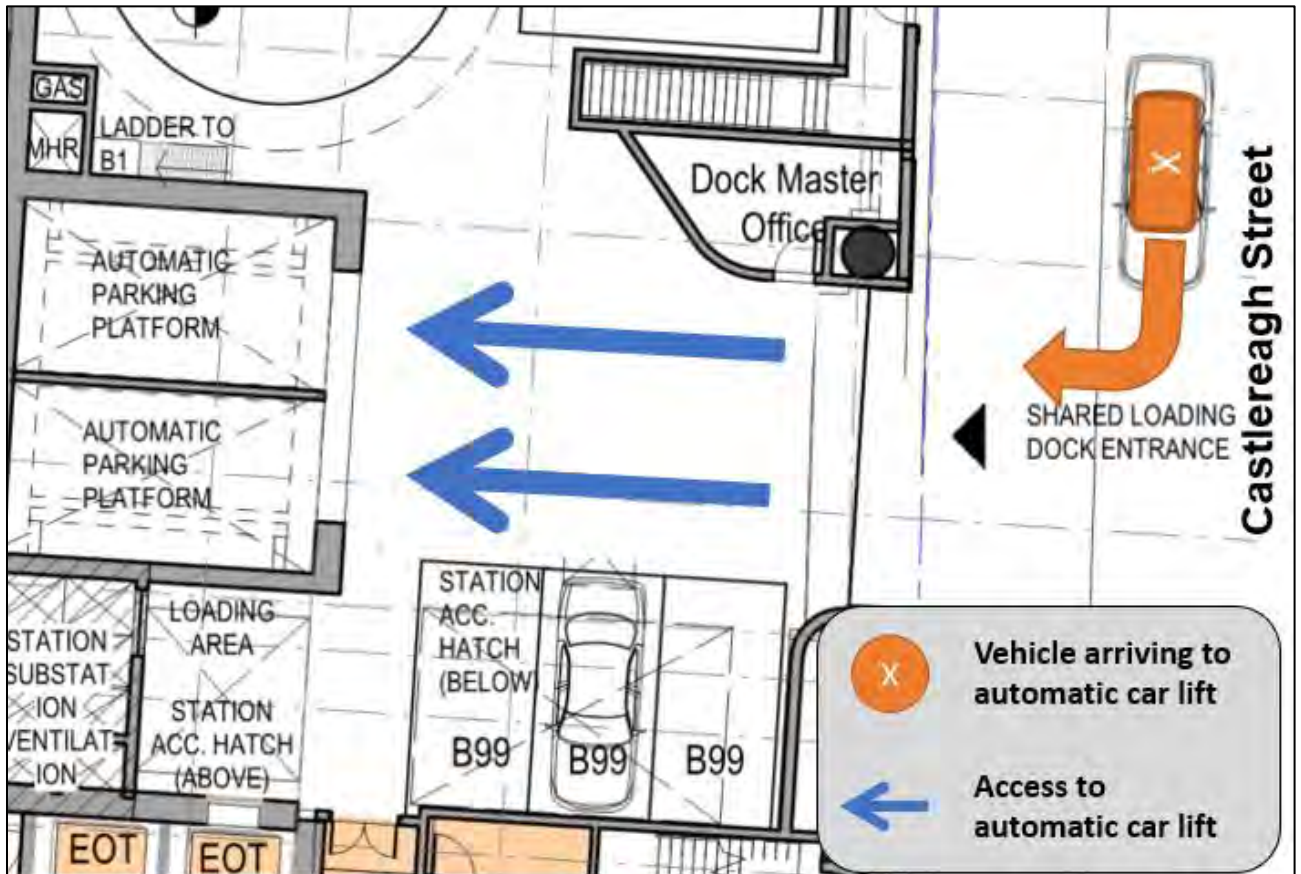 GAS
MHR
LADDER TO
B1
Dock Master
Office
AUTOMATIC
PARKING
PLATFORM
AUTOMATIC
PARKING
PLATFORM
X
Castlereagh Street
SHARED LOADING
DOCK ENTRANCE
STATION
SUBSTAT
ION
VENTILAT-
ION
LOADING
AREA
STATION
ACC. HATCH
(ABOVE)
STATION
ACC.
HATCH
(BELOW)
B99
B99
B99
EOT
EOT
X
Vehicle arriving to
automatic car lift
Access to
automatic car lift